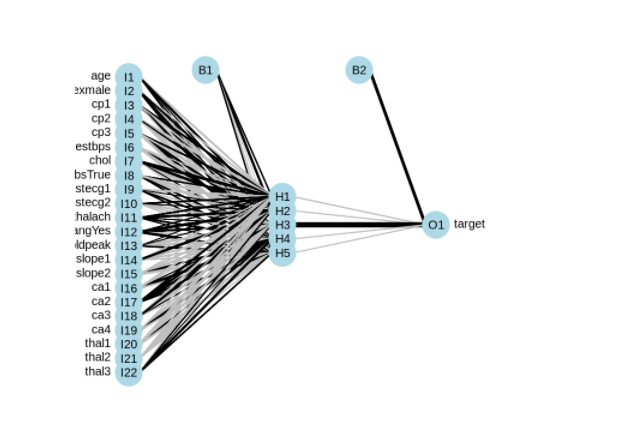 B1
B2
age I1
exmale I2
cp1 I3
cp2 I4
cp3 I5
estbps I6
chol I7
bsTrue I8
stecg1 I9
stecg2 I10
thalach I11
angYes I12
ldpeak I13
slope1 I14
slope2 I15
ca1 I16
ca2 I17
ca3 I18
ca4 I19
thal1 I20
thal2 I21
thal3 I22
H1
H2
H3
H4
H5
O1 target